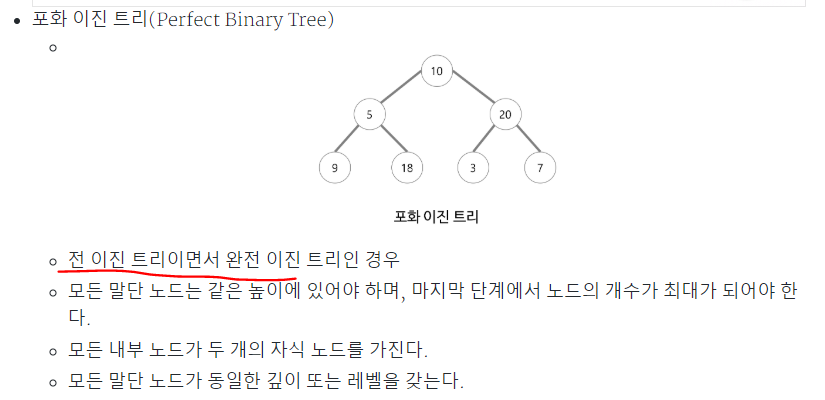 포화 이진 트리(Perfect Binary Tree)
10
5
20
9
18
3
7
포화 이진 트리
전 이진 트리이면서 완전 이진 트리인 경우
모든 말단 노드는 같은 높이에 있어야 하며, 마지막 단계에서 노드의 개수가 최대가 되어야 한
다.
모든 내부 노드가 두 개의 자식 노드를 가진다.
모든 말단 노드가 동일한 깊이 또는 레벨을 갖는다.